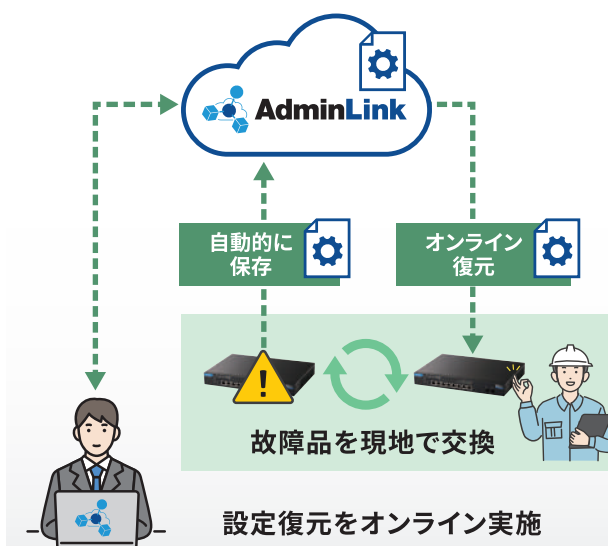 AdminLink
自動的に
保存
オンライン
復元
故障品を現地で交換
設定復元をオンライン実施